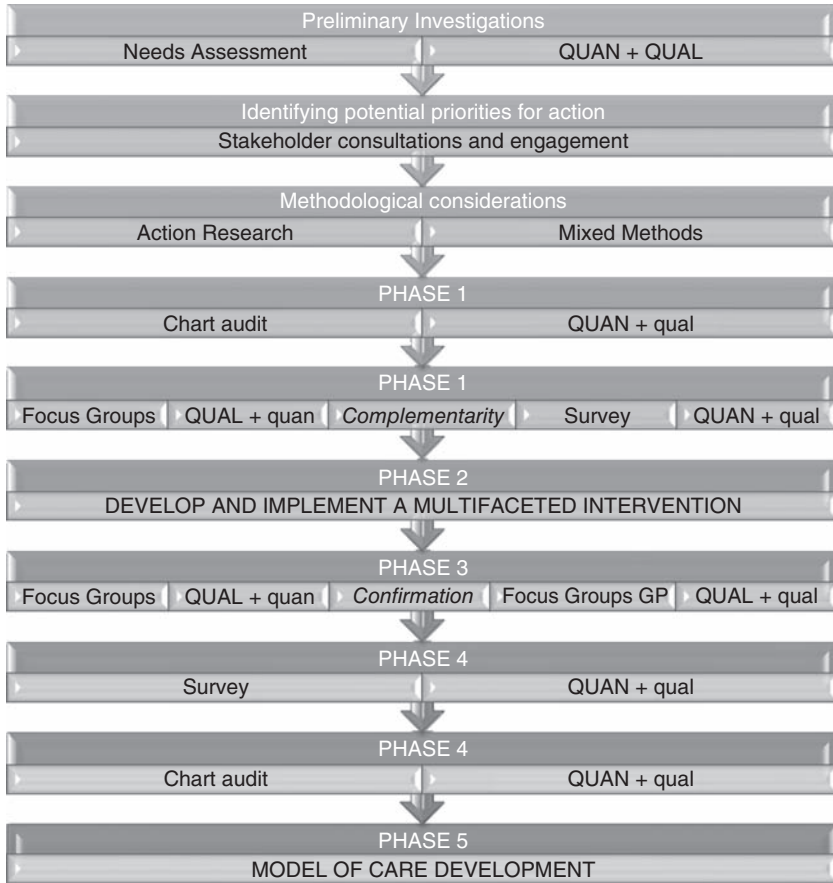 Preliminary Investigations
Needs Assessment QUAN + QUAL
Identifying potential priorities for action
Stakeholder consultations and engagement
Methodological considerations
Action Research Mixed Methods
PHASE 1
Chart audit QUAN + qual
PHASE 1
Focus Groups QUAL + quan Complementarity Survey QUAN + qual
PHASE 2
DEVELOP AND IMPLEMENT A MULTIFACETED INTERVENTION
PHASE 3
Focus Groups QUAL + quan Confirmation Focus Groups GP QUAL + qual
PHASE 4
Survey QUAN + qual
PHASE 4
Chart audit QUAN + qual
PHASE 5
MODEL OF CARE DEVELOPMENT